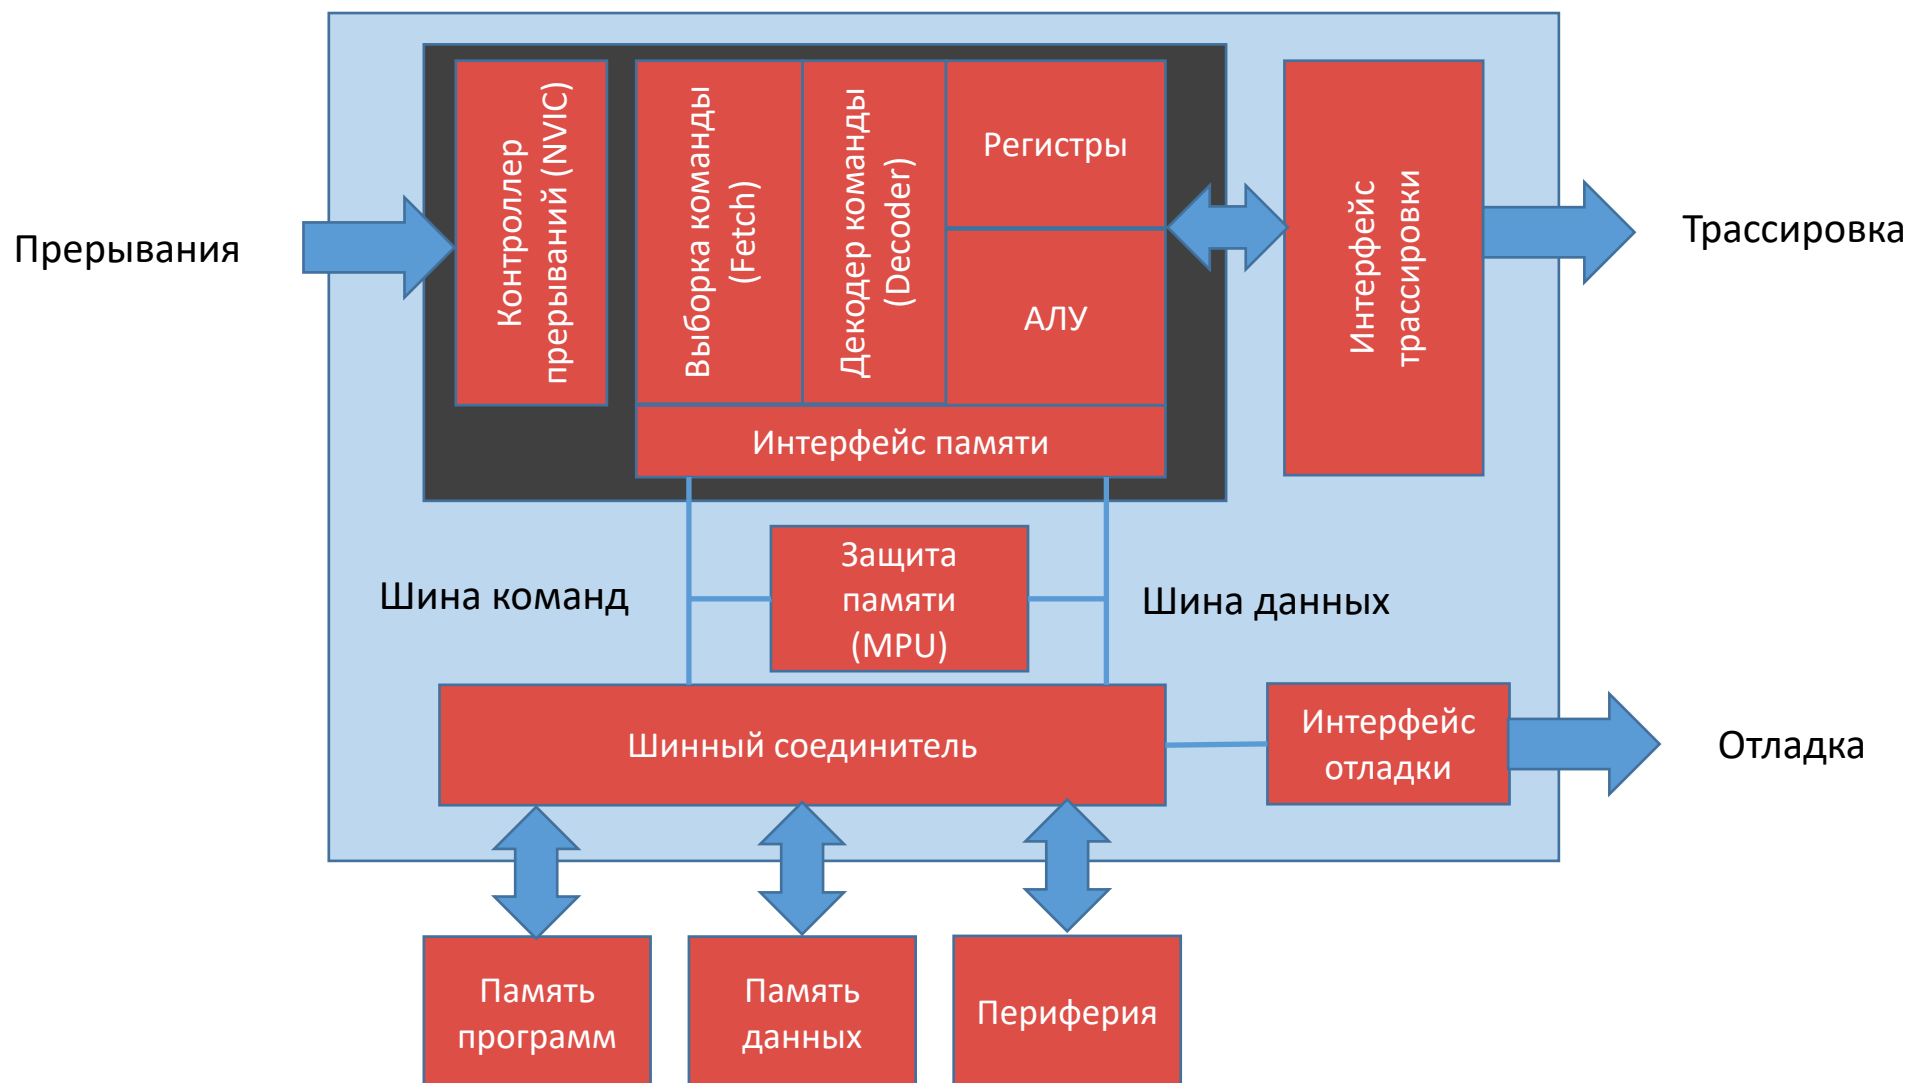 Прерывания
Контроллер
прерываний (NVIC)
Выборка команды
(Fetch)
Декодер команды
(Decoder)
Регистры
АЛУ
Интерфейс памяти
Интерфейс
трассировки
Трассировка
Шина команд
Защита
памяти
(MPU)
Шина данных
Шинный соединитель
Интерфейс
отладки
Отладка
Память
программ
Память
данных
Периферия